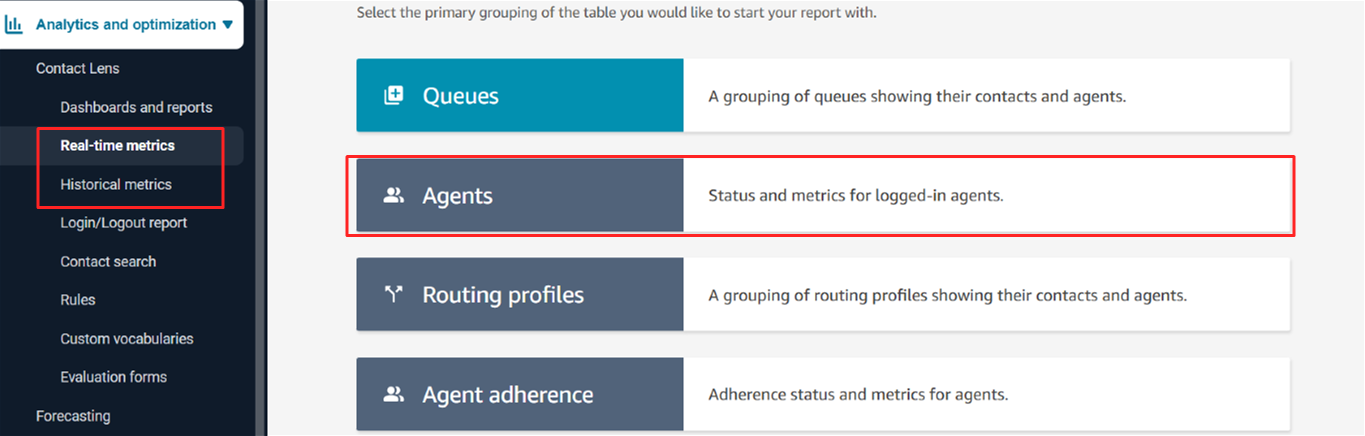 Analytics and optimization
Contact Lens
Dashboards and reports
Real-time metrics
Historical metrics
Login/Logout report
Contact search
Rules
Custom vocabularies
Evaluation forms
Forecasting
Select the primary grouping of the table you would like to start your report with.
Queues
A grouping of queues showing their contacts and agents.
Agents
Status and metrics for logged-in agents.
Routing profiles
A grouping of routing profiles showing their contacts and agents.
Agent adherence
Adherence status and metrics for agents.